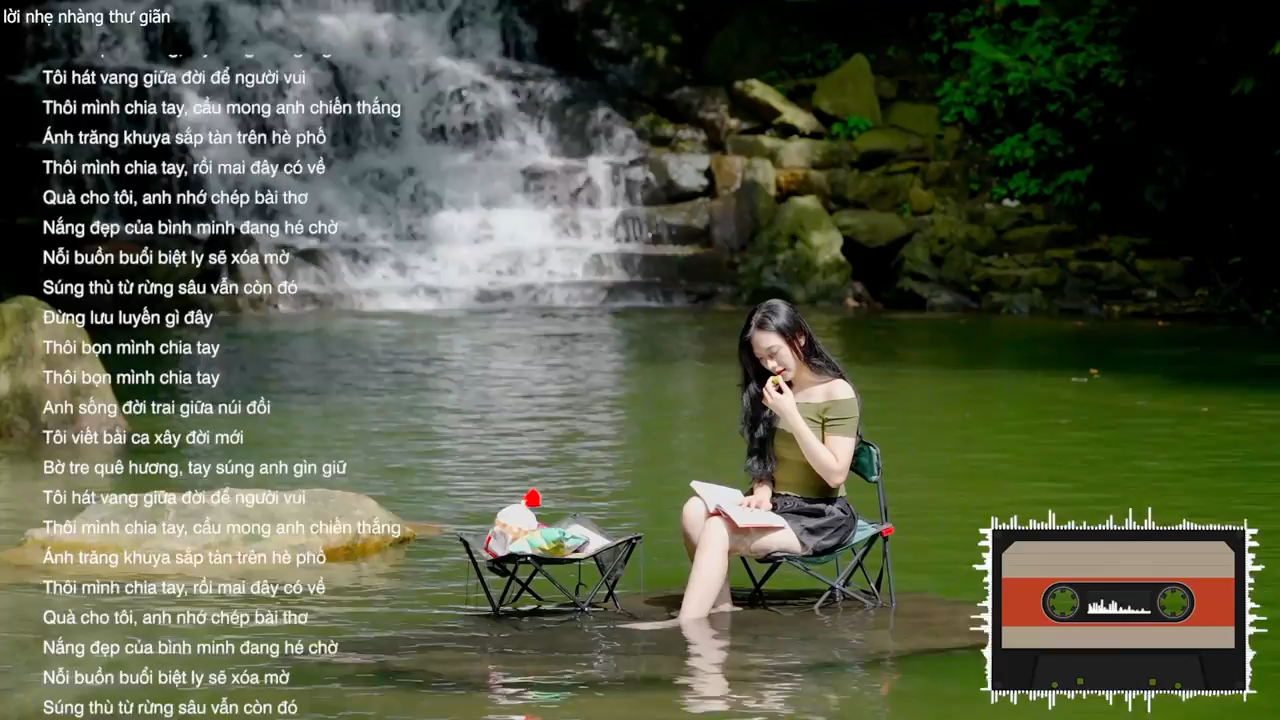 lời nhẹ nhàng thư giãn
Tôi hát vang giữa đời để người vui
Thôi mình chia tay, cầu mong anh chiến thắng
Ánh trăng khuya sắp tàn trên hè phố
Thôi mình chia tay, rồi mai đây có về
Quà cho tôi, anh nhớ chép bài thơ
Nắng đẹp của bình minh đang hé chờ
Nỗi buồn buổi biệt ly sẽ xóa mờ
Súng thù từ rừng sâu vẫn còn đó
Đừng lưu luyến gì đây
Thôi bọn mình chia tay
Thôi bọn mình chia tay
Anh sống đời trai giữa núi đồi
Tôi viết bài ca xây đời mới
Bờ tre quê hương, tay súng anh gìn giữ
Tôi hát vang giữa đời để người vui
Thôi mình chia tay, cầu mong anh chiến thắng
Ánh trăng khuya sắp tàn trên hè phố
Thôi mình chia tay, rồi mai đây có về
Quà cho tôi, anh nhớ chép bài thơ
Nắng đẹp của bình minh đang hé chờ
Nỗi buồn buổi biệt ly sẽ xóa mờ
Súng thù từ rừng sâu vẫn còn đó